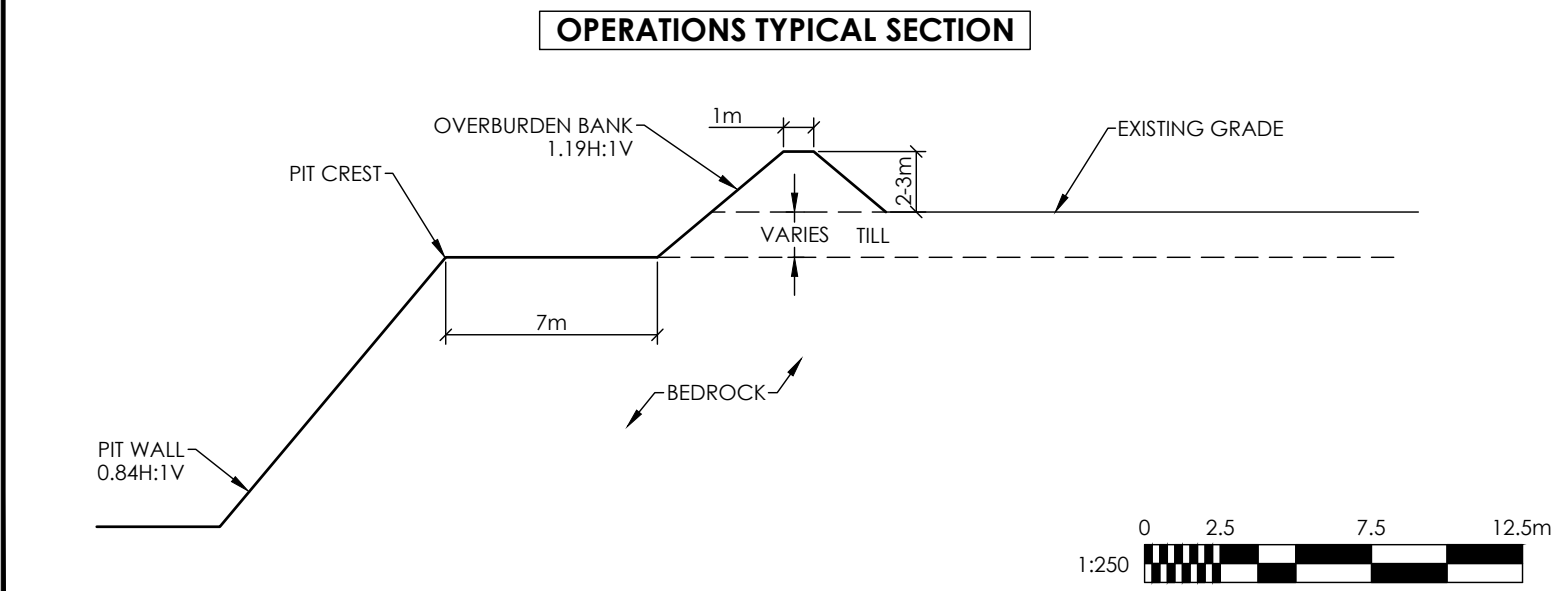 OPERATIONS TYPICAL SECTION
1m
OVERBURDEN BANK
1.19H:1V
EXISTING GRADE
PIT CREST
2-3m
VARIES TILL
7m
BEDROCK
PIT WALL
0.84H:1V
0 2.5 7.5 12.5m
1:250